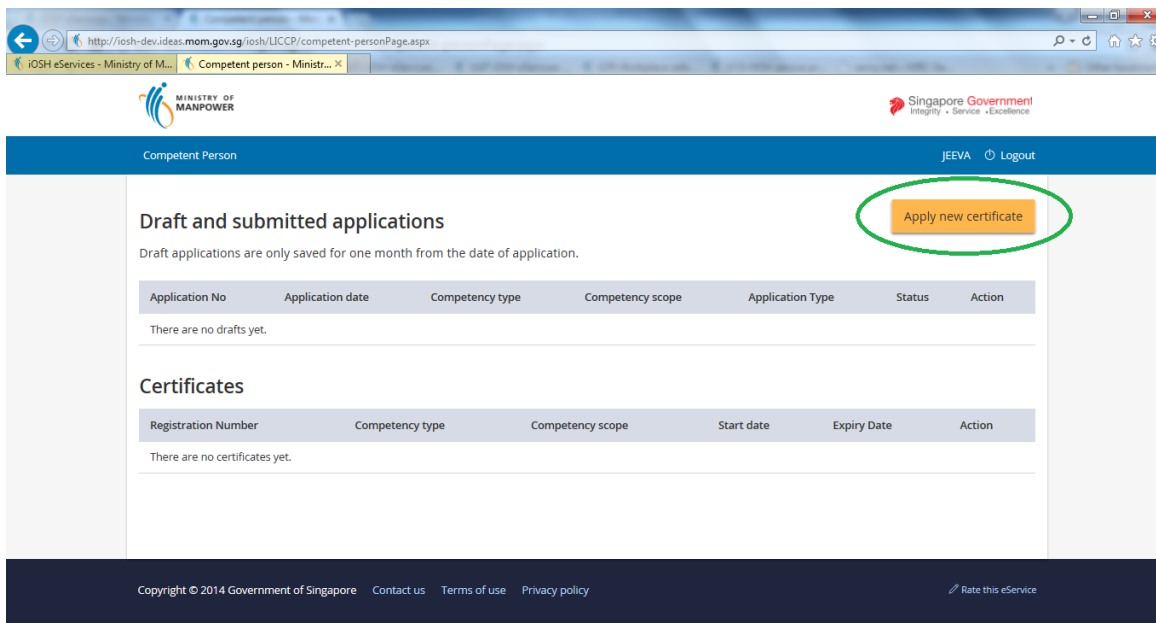 http://iosh-dev.ideas.mom.gov.sg/iosh/LICCP/competent-personPage.aspx
iOSH eServices - Ministry of M...
Competent person - Ministr...
MINISTRY OF
MANPOWER
Singapore Government
Integrity • Service • Excellence
Competent Person
JEEVA Logout
Draft and submitted applications
Apply new certificate
Draft applications are only saved for one month from the date of application.
Application No Application date Competency type Competency scope Application Type Status Action
There are no drafts yet.
Certificates
Registration Number Competency type Competency scope Start date Expiry Date Action
There are no certificates yet.
Copyright © 2014 Government of Singapore Contact us Terms of use Privacy policy
Rate this eService